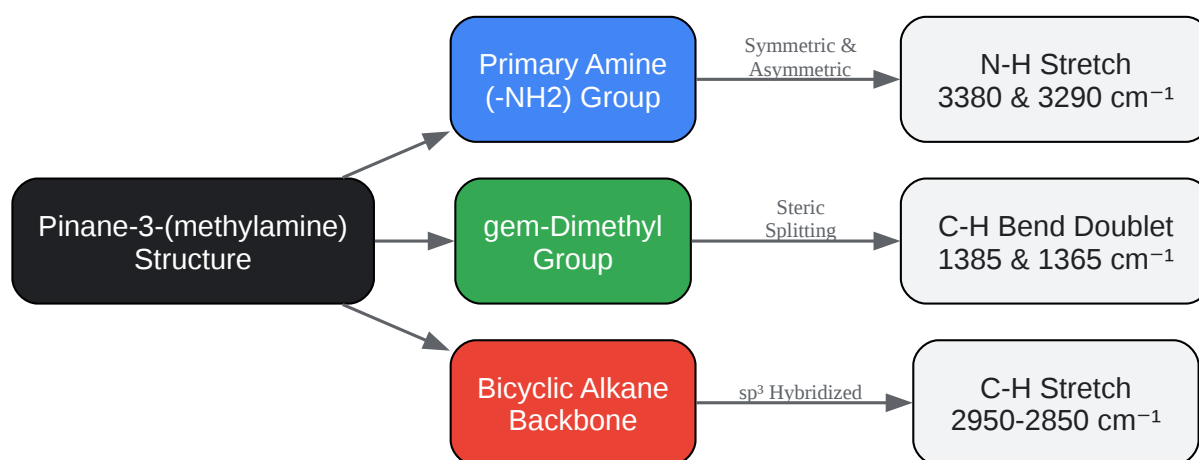 Pinane-3-(methylamine)
Structure
Primary Amine
(-NH2) Group
Symmetric &
Asymmetric
N-H Stretch
3380 & 3290 cm⁻¹
gem-Dimethyl
Group
Steric
Splitting
C-H Bend Doublet
1385 & 1365 cm⁻¹
Bicyclic Alkane
Backbone
sp³ Hybridized
C-H Stretch
2950-2850 cm⁻¹